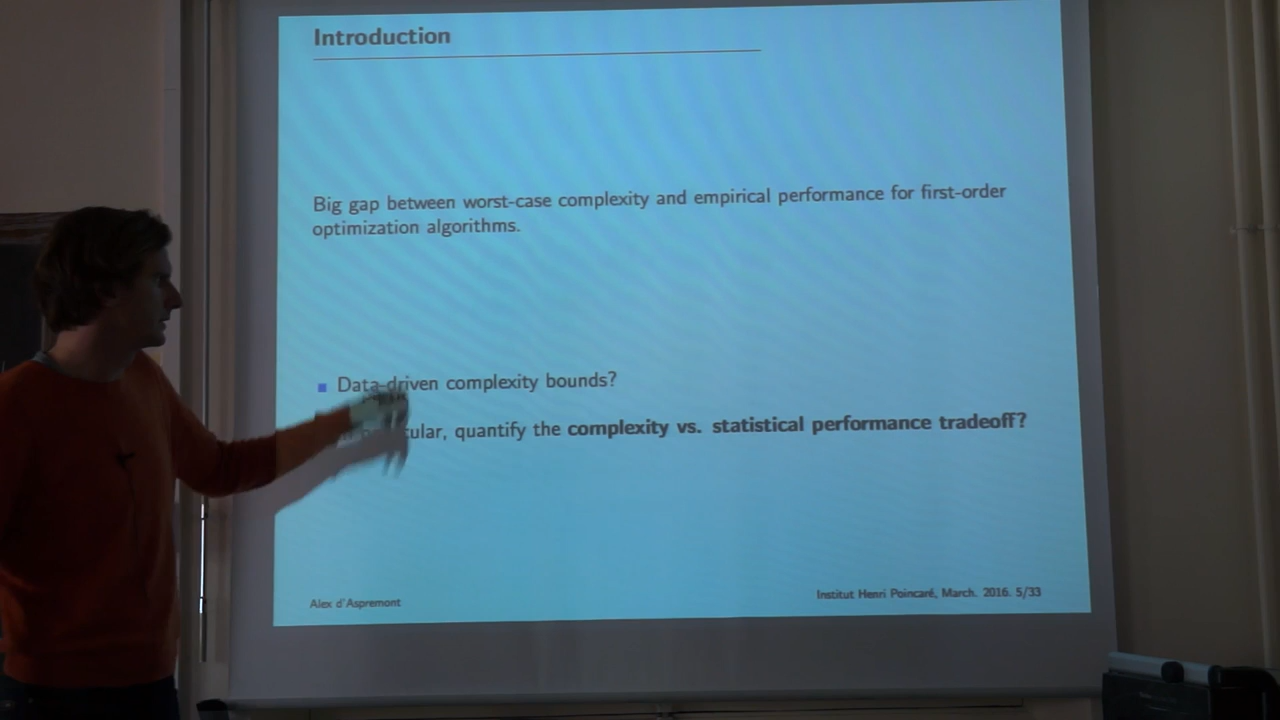 Introduction
Big gap between worst-case complexity and empirical performance for first-order
optimization algorithms.
Data-driven complexity bounds?
quantify the complexity vs. statistical performance tradeoff?
Alex d'Aspremont
Institut Henri Poincaré, March. 2016. 5/33